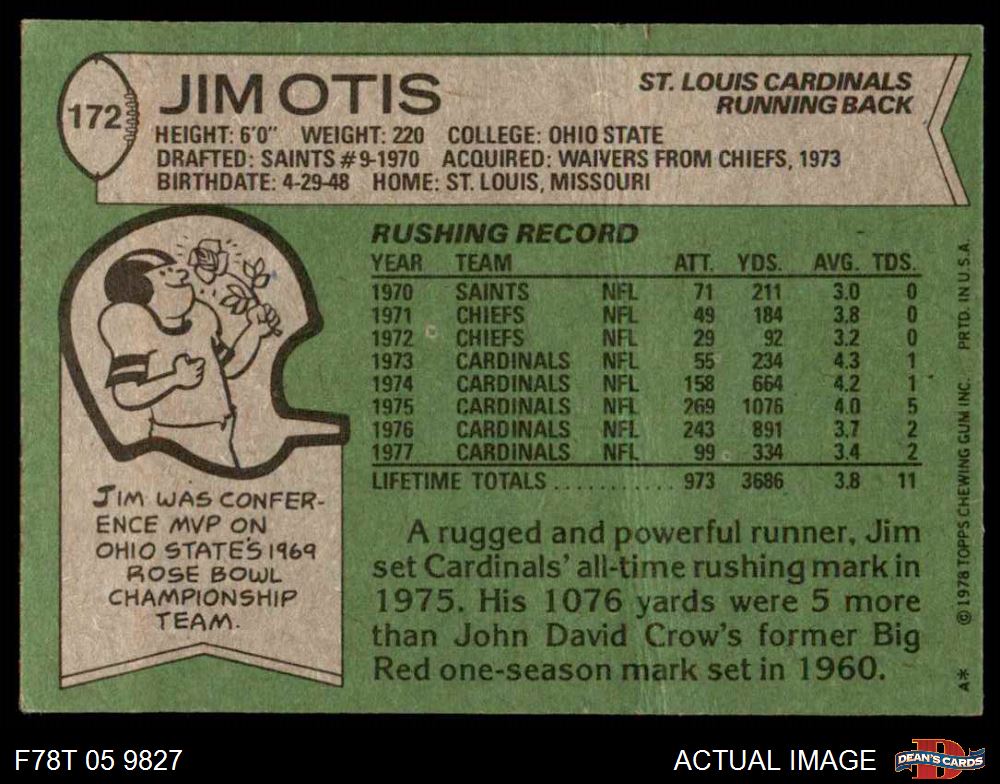 172
JIM OTIS
ST. LOUIS CARDINALS
RUNNING BACK
HEIGHT: 6'0" WEIGHT: 220 COLLEGE: OHIO STATE
DRAFTED: SAINTS #9-1970 ACQUIRED: WAIVERS FROM CHIEFS, 1973
BIRTHDATE: 4-29-48 HOME: ST. LOUIS, MISSOURI
RUSHING RECORD
YEAR TEAM ATT. YDS. AVG. TDS.
1970 SAINTS NFL 71 211 3.0 0
1971 CHIEFS NFL 49 184 3.8 0
1972 CHIEFS NFL 29 92 3.2 0
1973 CARDINALS NFL 55 234 4.3 1
1974 CARDINALS NFL 158 664 4.2 1
1975 CARDINALS NFL 269 1076 4.0 5
1976 CARDINALS NFL 243 891 3.7 2
1977 CARDINALS NFL 99 334 3.4 2
LIFETIME TOTALS ........... 973 3686 3.8 11
JIM WAS CONFER-
ENCE MVP ON
OHIO STATE'S 1969
ROSE BOWL
CHAMPIONSHIP
TEAM.
A rugged and powerful runner, Jim
set Cardinals' all-time rushing mark in
1975. His 1076 yards were 5 more
than John David Crow's former Big
Red one-season mark set in 1960.
A* © 1978 TOPPS CHEWING GUM INC. PRTD. IN U.S.A.
F78T 05 9827
ACTUAL IMAGE
DEAN'S CARDS